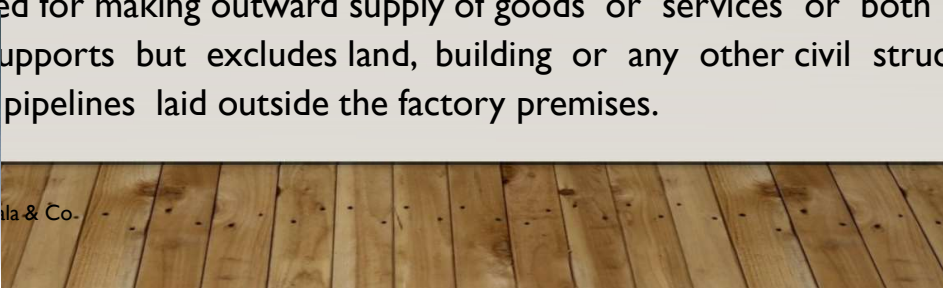 ed for making outward supply of goods or services or both
upports but excludes land, building or any other civil struc
pipelines laid outside the factory premises.
ala & Co